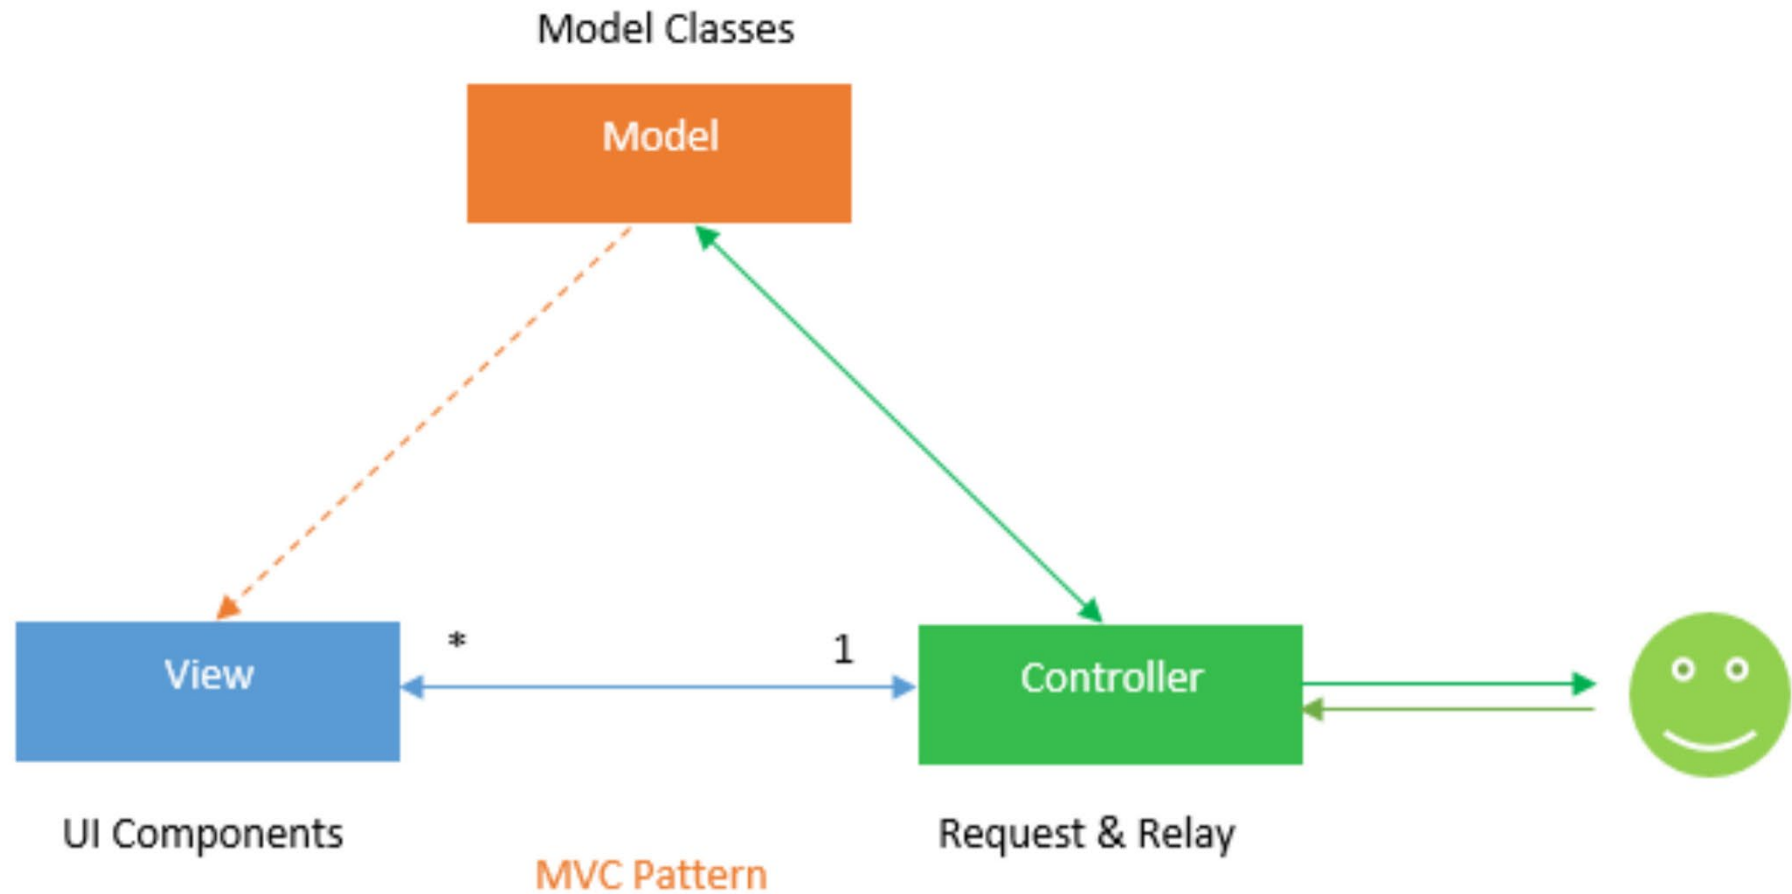 Model Classes
Model
* 1
View
Controller
UI Components
Request & Relay
MVC Pattern